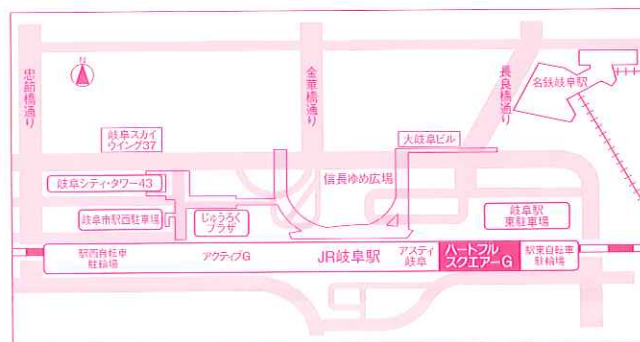 N
忠節橋通り
金華橋通り
長良橋通り
名鉄岐阜駅
岐阜スカイ
ウイング37
大岐阜ビル
岐阜シティ・タワー43
信長ゆめ広場
岐阜市駅西駐車場
じゅうろく
プラザ
岐阜駅
東駐車場
駅西自転車
駐輪場
アクティブG
JR岐阜駅
アスティ
岐阜
ハートフル
スクエアーG
駅東自転車
駐輪場